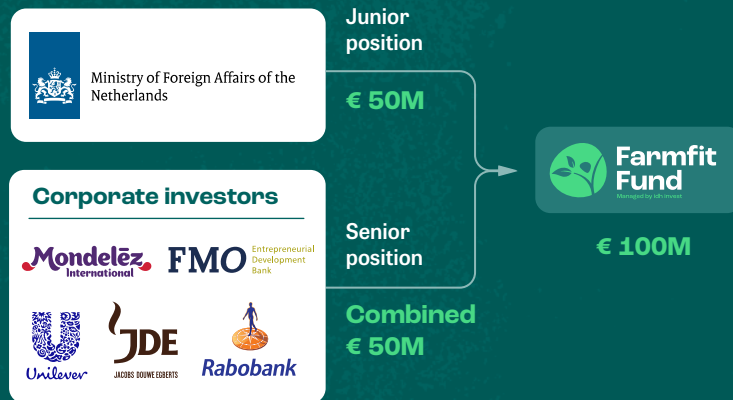 Ministry of Foreign Affairs of the
Netherlands
Junior
position
€ 50M
Corporate investors
Mondelēz
International
FMO
Entrepreneurial
Development
Bank
Unilever
JDE
JACOBS DOUWE EGBERTS
Rabobank
Senior
position
Combined
€ 50M
Farmfit
Fund
Managed by idh invest
€ 100M